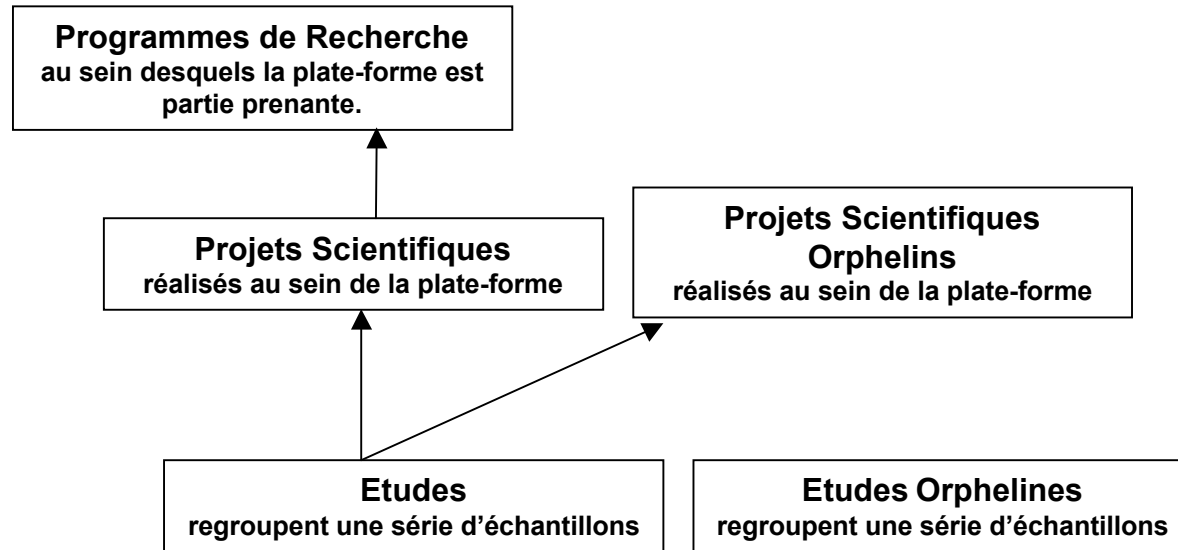 Programmes de Recherche
au sein desquels la plate-forme est
partie prenante.
Projets Scientifiques
réalisés au sein de la plate-forme
Projets Scientifiques
Orphelins
réalisés au sein de la plate-forme
Etudes
regroupent une série d’échantillons
Etudes Orphelines
regroupent une série d’échantillons